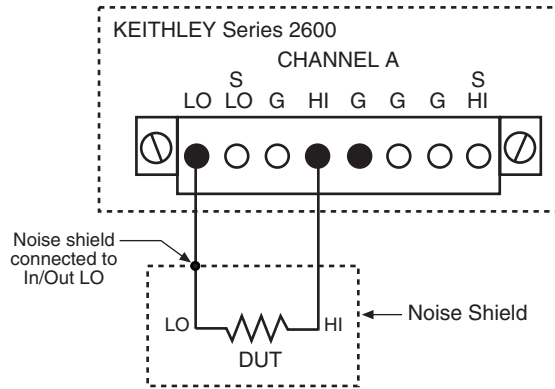 KEITHLEY Series 2600
CHANNEL A
S S
LO LO G HI G G G HI
Noise shield
connected to
In/Out LO
LO HI
DUT
Noise Shield